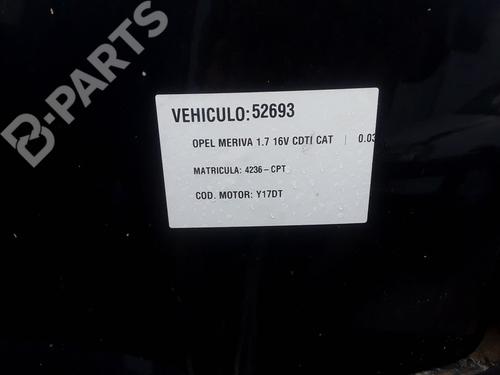 B-PARTS
VEHICULO:52693
OPEL MERIVA 1.7 16V CDTI CAT | 0.03
MATRICULA: 4236-CPT
COD. MOTOR: Y17DT